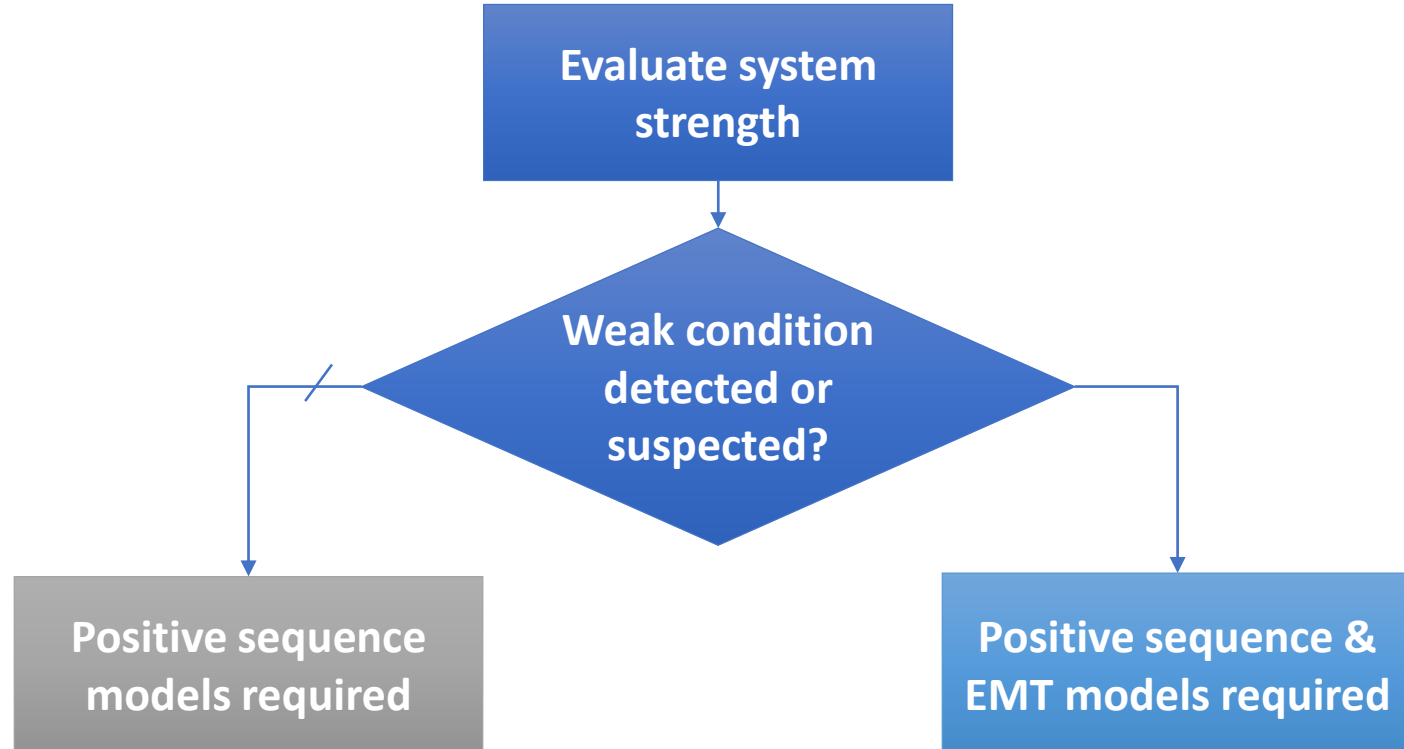 Evaluate system
strength
Weak condition
detected or
suspected?
Positive sequence
models required
Positive sequence &
EMT models required